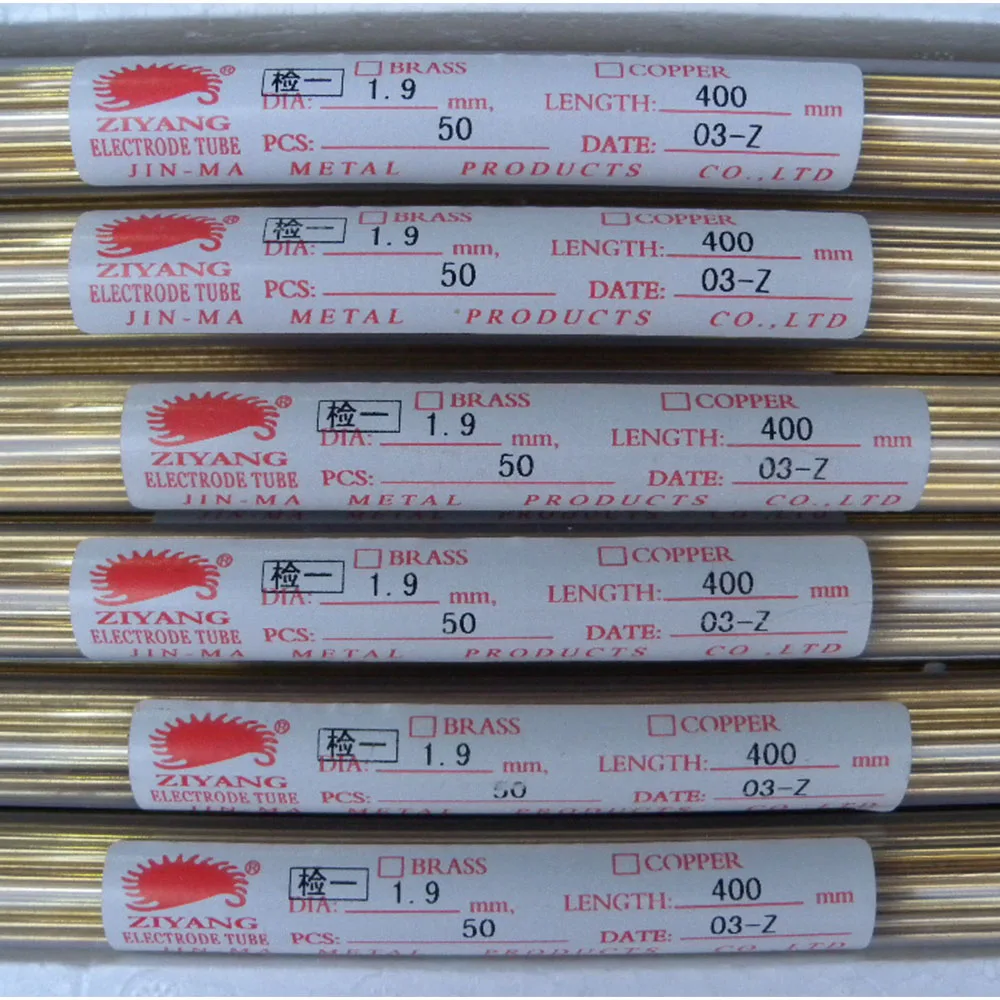 ® 检一 BRASS COPPER
ZIYANG DIA: 1.9 mm, LENGTH: 400 mm
ELECTRODE TUBE PCS: 50 DATE: 03-Z
JIN-MA METAL PRODUCTS CO.,LTD
® 检一 BRASS COPPER
ZIYANG DIA: 1.9 mm, LENGTH: 400 mm
ELECTRODE TUBE PCS: 50 DATE: 03-Z
JIN-MA METAL PRODUCTS CO.,LTD
® 检一 BRASS COPPER
ZIYANG DIA: 1.9 mm, LENGTH: 400 mm
ELECTRODE TUBE PCS: 50 DATE: 03-Z
JIN-MA METAL PRODUCTS CO.,LTD
® 检一 BRASS COPPER
ZIYANG DIA: 1.9 mm, LENGTH: 400 mm
ELECTRODE TUBE PCS: 50 DATE: 03-Z
JIN-MA METAL PRODUCTS CO.,LTD
® 检一 BRASS COPPER
ZIYANG DIA: 1.9 mm, LENGTH: 400 mm
ELECTRODE TUBE PCS: 50 DATE: 03-Z
JIN-MA METAL PRODUCTS CO.,LTD
® 检一 BRASS COPPER
ZIYANG DIA: 1.9 mm, LENGTH: 400 mm
ELECTRODE TUBE PCS: 50 DATE: 03-Z